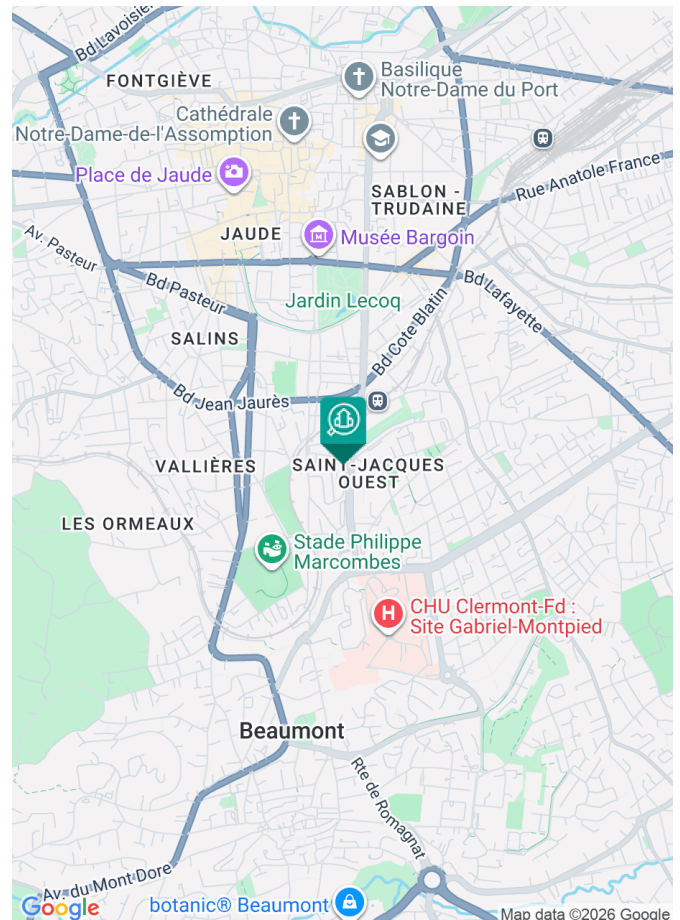 Bd Lavoisier
FONTGIÈVE
Basilique
Notre-Dame du Port
Cathédrale
Notre-Dame-de-l'Assomption
Place de Jaude
SABLON -
TRUDAINE
Rue Anatole France
JAUDE
Musée Bargoin
Av. Pasteur
Bd Pasteur
Jardin Lecoq
Bd Lafayette
SALINS
Bd Cote Blatin
Bd Jean Jaurès
VALLIÈRES
SAINT-JACQUES
OUEST
LES ORMEAUX
Stade Philippe
Marcombes
H
CHU Clermont-Fd :
Site Gabriel-Montpied
Beaumont
Rte de Romagnat
Av. du Mont Dore
botanic® Beaumont
Google
Map data ©2026 Google